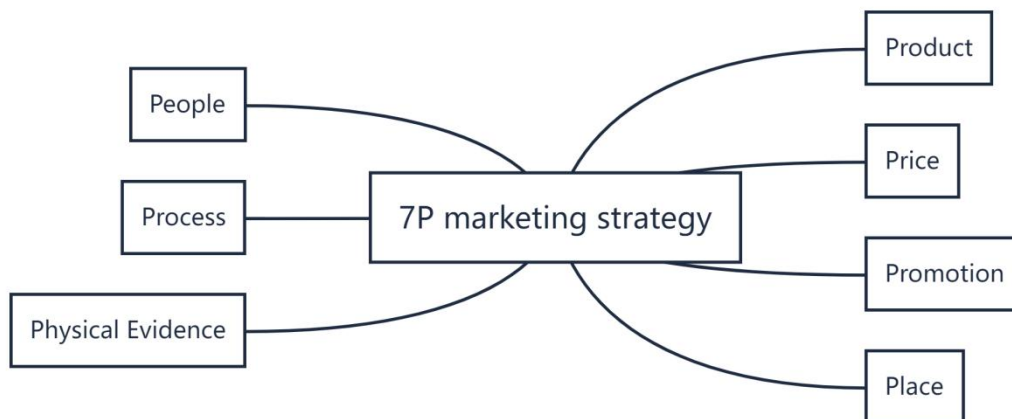 Product
People
Price
7P marketing strategy
Process
Promotion
Physical Evidence
Place